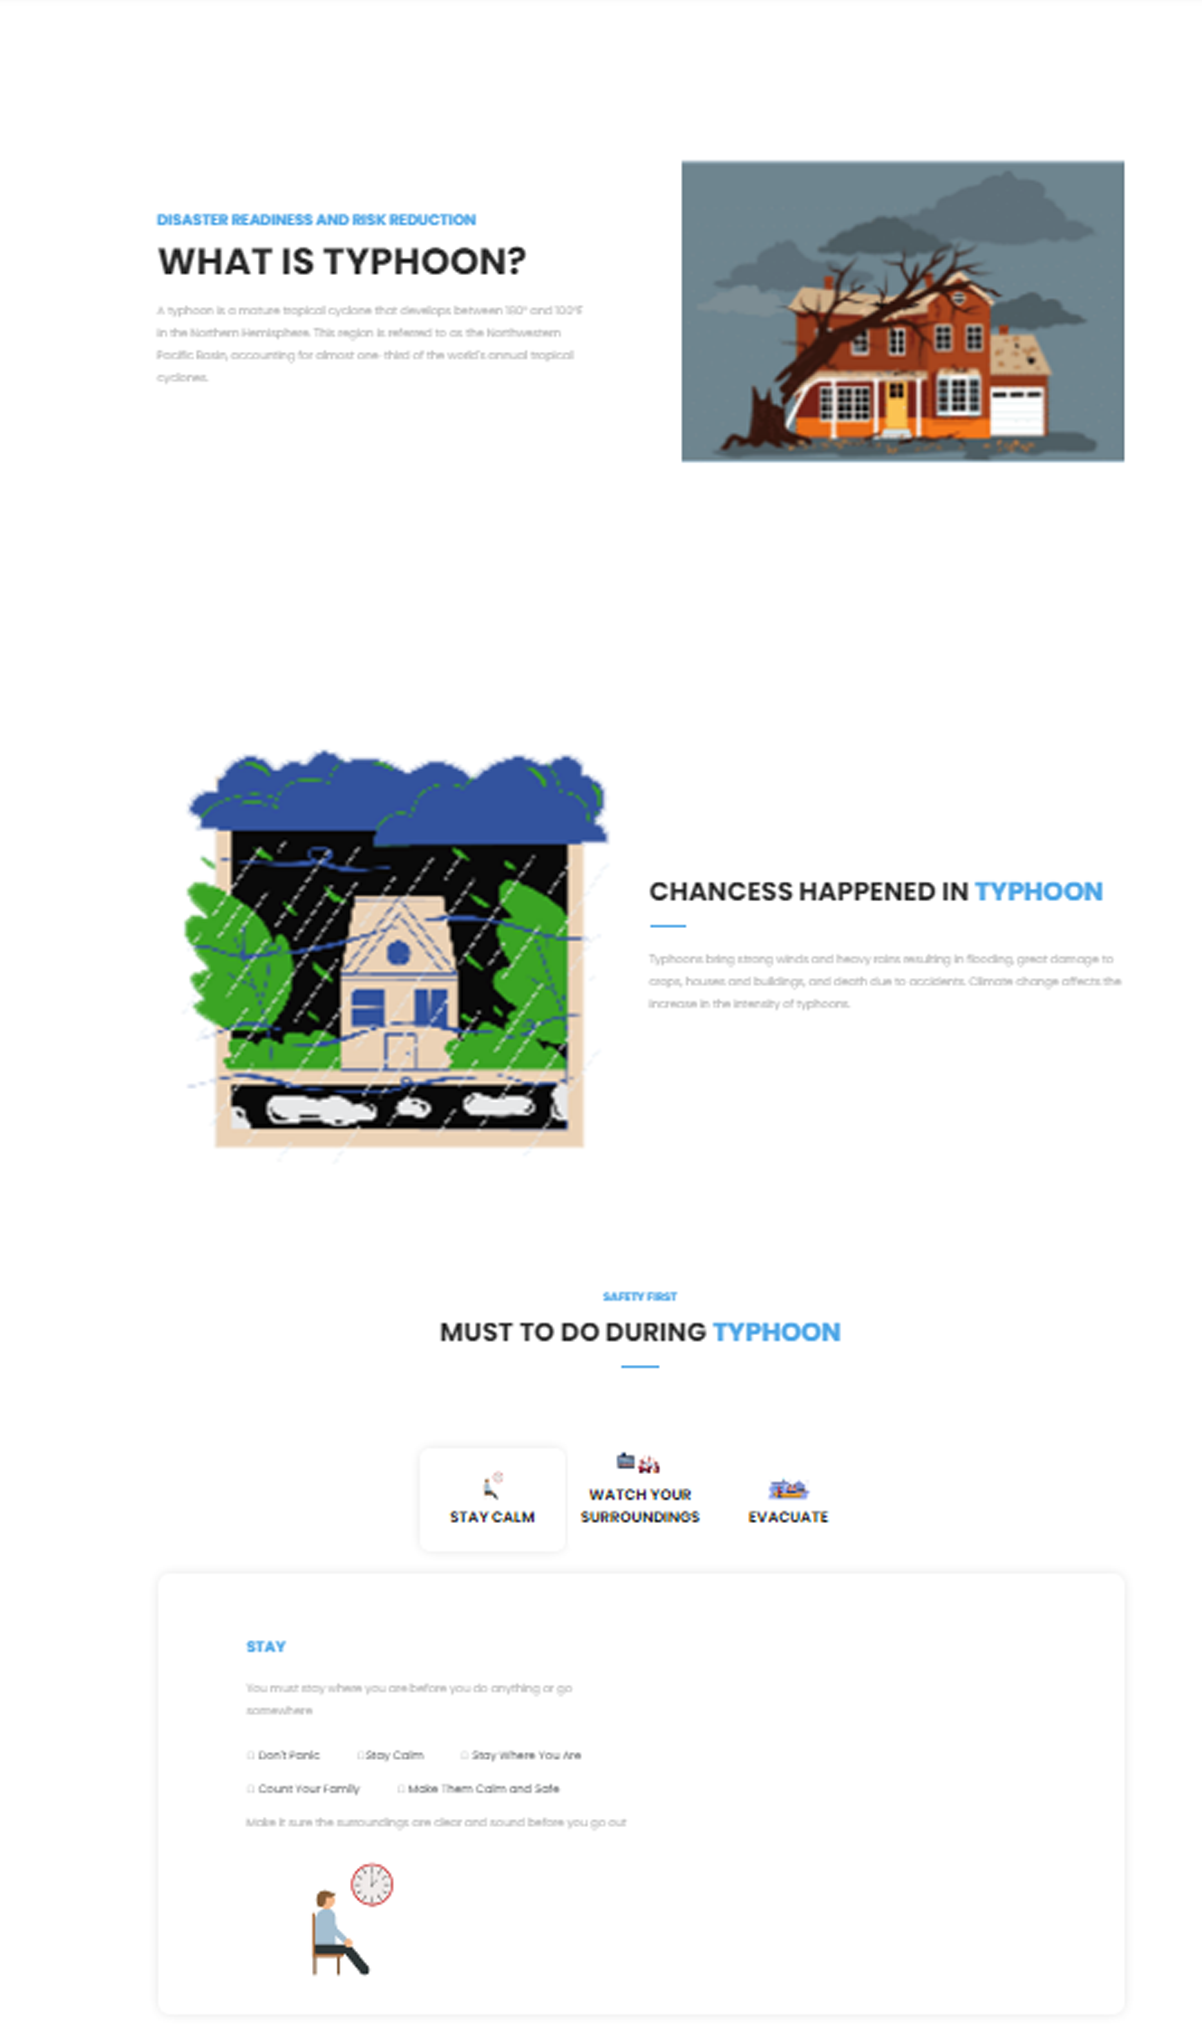 DISASTER READINESS AND RISK REDUCTION
WHAT IS TYPHOON?
A typhoon is a mature tropical cyclone that develops between 180° and 100°E
in the Northern Hemisphere. This region is referred to as the Northwestern
Pacific Basin, accounting for almost one-third of the world's annual tropical
cyclones.
CHANCESS HAPPENED IN TYPHOON
Typhoons bring strong winds and heavy rains resulting in flooding, great damage to
crops, houses and buildings, and death due to accidents. Climate change affects the
increase in the intensity of typhoons.
SAFETY FIRST
MUST TO DO DURING TYPHOON
STAY CALM
WATCH YOUR
SURROUNDINGS
EVACUATE
STAY
You must stay where you are before you do anything or go
somewhere
Don't Panic Stay Calm Stay Where You Are
Count Your Family Make Them Calm and Safe
Make it sure the surroundings are clear and sound before you go out